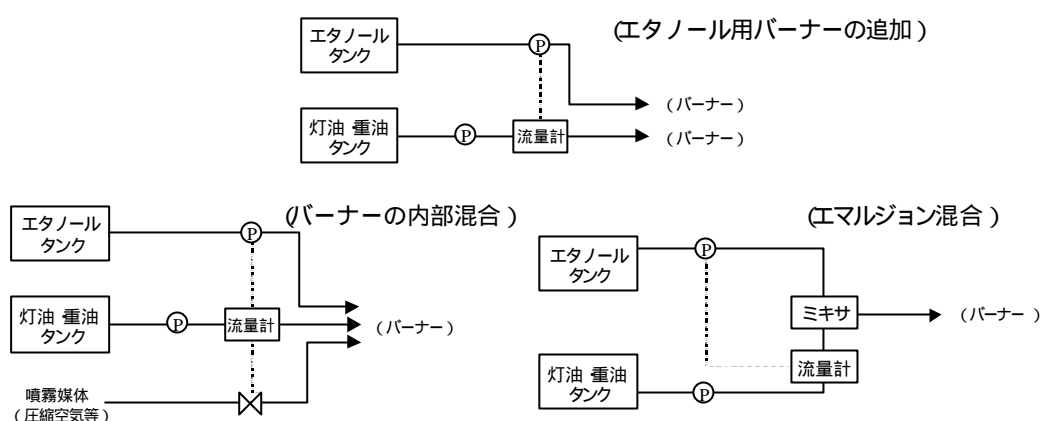 (エタノール用バーナーの追加)
エタノール
タンク
P
(バーナー)
灯油・重油
タンク
P
流量計
(バーナー)
(バーナーの内部混合)
エタノール
タンク
P
灯油・重油
タンク
P
流量計
(バーナー)
噴霧媒体
(圧縮空気等)
(エマルジョン混合)
エタノール
タンク
P
ミキサ
(バーナー)
流量計
灯油・重油
タンク
P